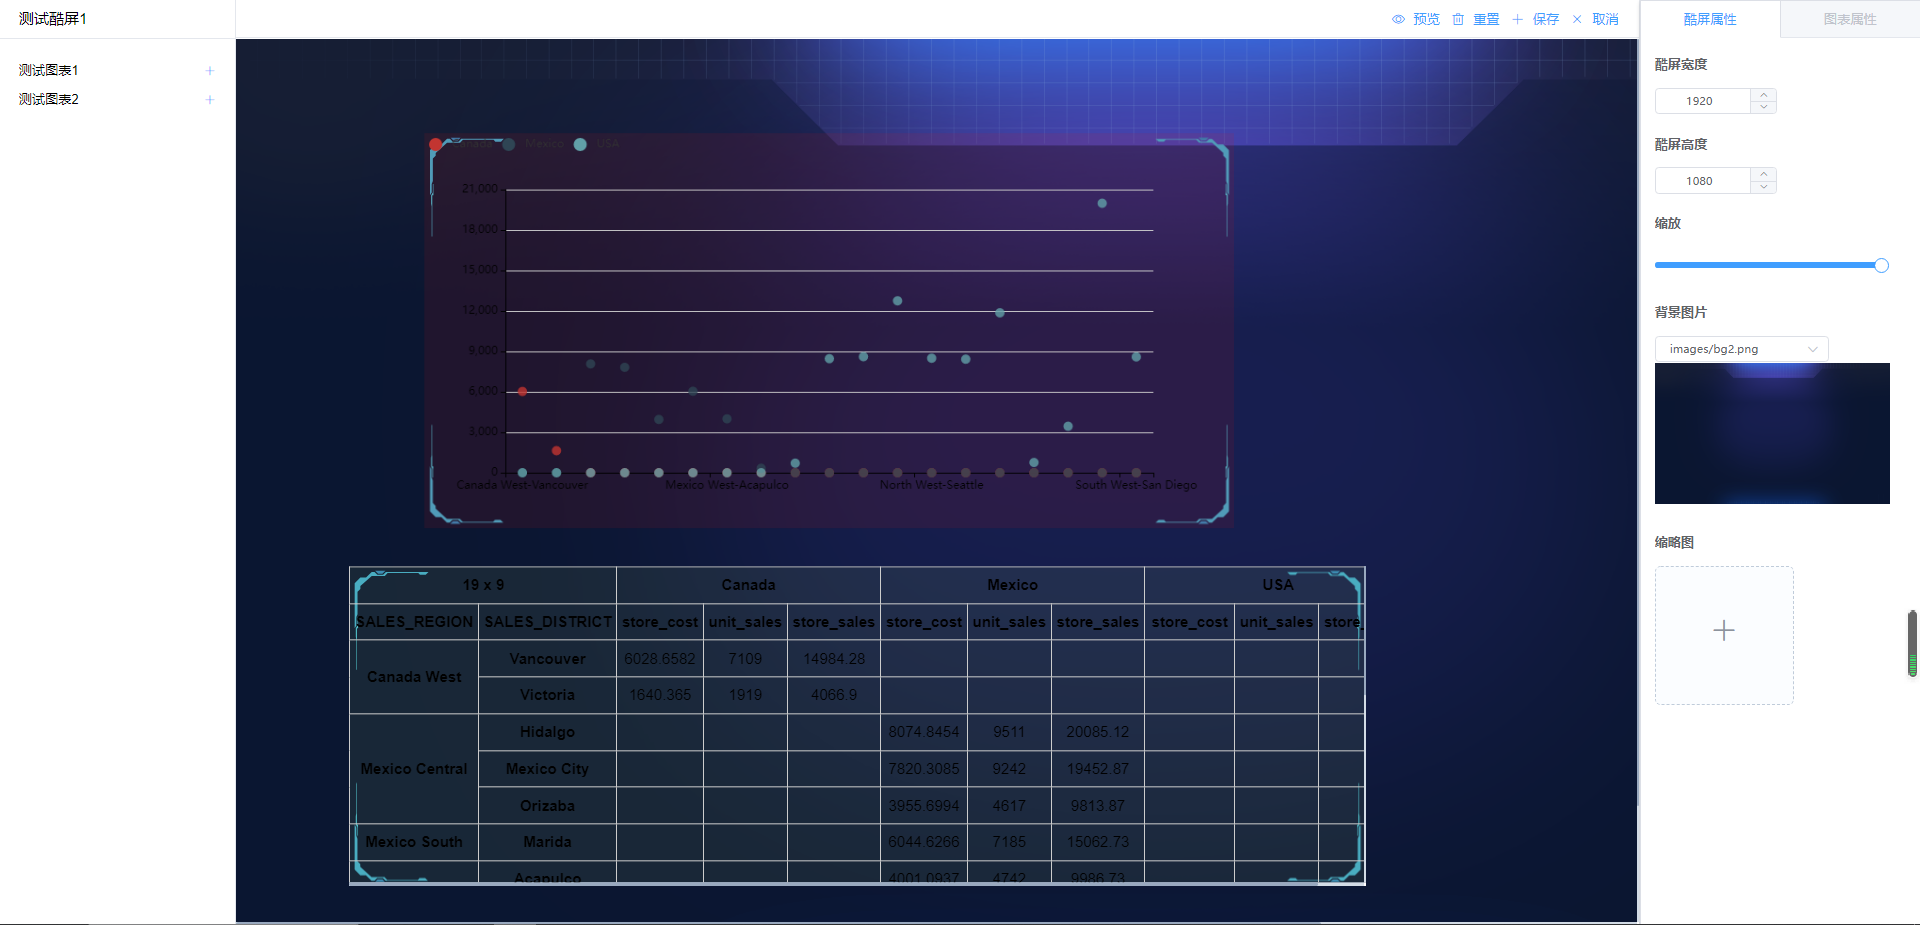 测试酷屏1
预览 重置 保存 取消
酷屏属性 图表属性
测试图表1
测试图表2
Canada Mexico USA
21,000
18,000
15,000
12,000
9,000
6,000
3,000
0
Canada West-Vancouver Mexico West-Acapulco North West-Seattle South West-San Diego
19 x 9 Canada Mexico USA
SALES_REGION SALES_DISTRICT store_cost unit_sales store_sales store_cost unit_sales store_sales store_cost unit_sales store
Canada West Vancouver 6028.6582 7109 14984.28
Victoria 1640.365 1919 4066.9
Mexico Central Hidalgo 8074.8454 9511 20085.12
Mexico City 7820.3085 9242 19452.87
Orizaba 3955.6994 4617 9813.87
Mexico South Marida 6044.6266 7185 15062.73
Acapulco 4001.0937 4742 9986.73
酷屏宽度
1920
酷屏高度
1080
缩放
背景图片
images/bg2.png
缩略图